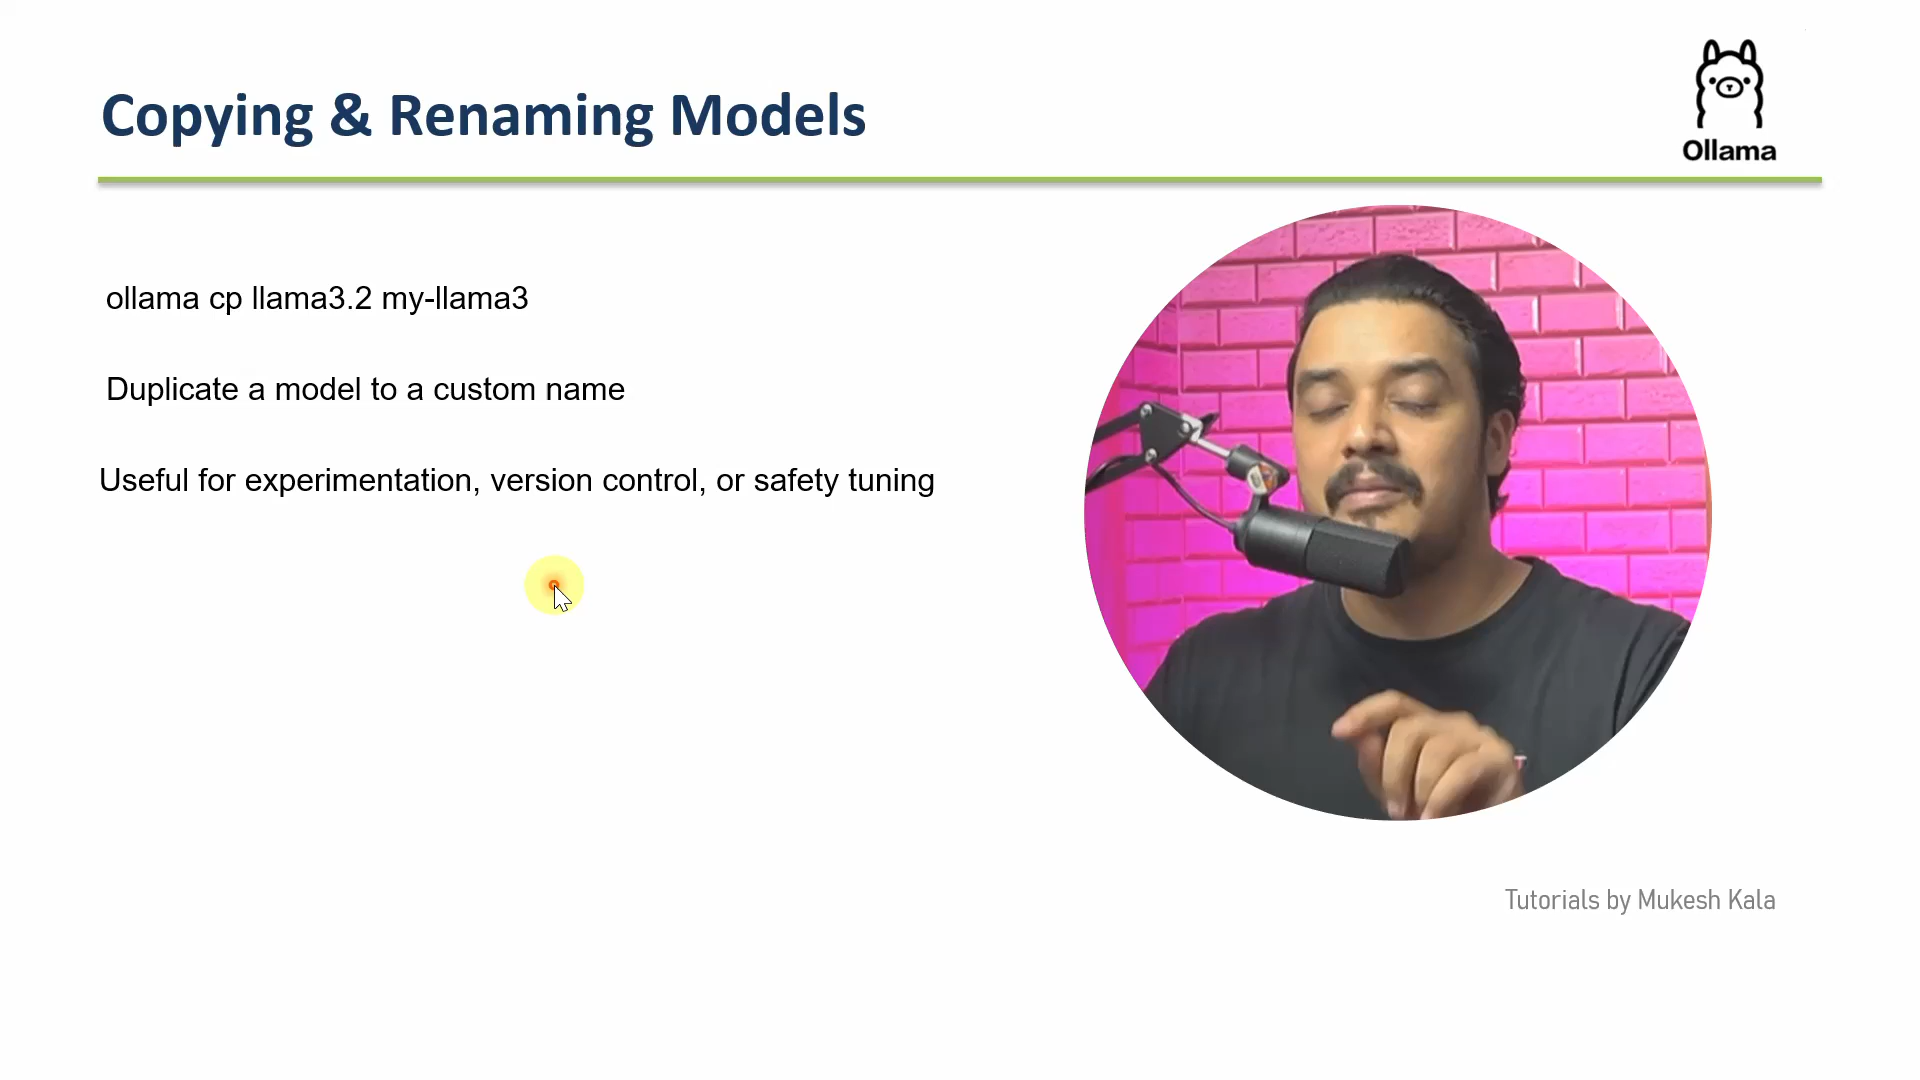 Copying & Renaming Models
Ollama
ollama cp llama3.2 my-llama3
Duplicate a model to a custom name
Useful for experimentation, version control, or safety tuning
Tutorials by Mukesh Kala